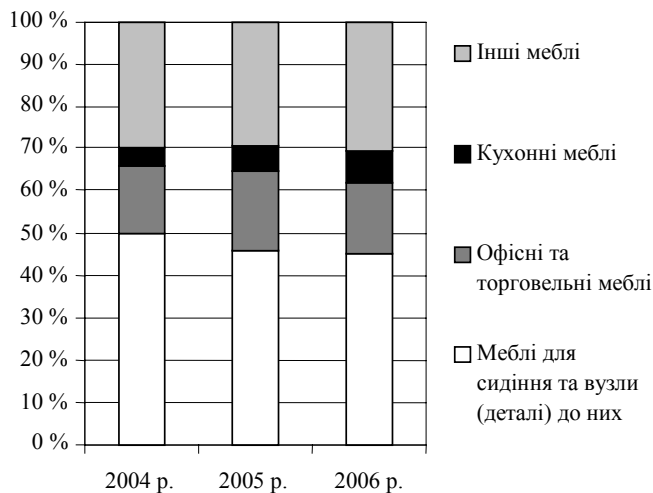 100 %
90 %
80 %
70 %
60 %
50 %
40 %
30 %
20 %
10 %
0 %
2004 р.
2005 р.
2006 р.
Інші меблі
Кухонні меблі
Офісні та
торговельні меблі
Меблі для
сидіння та вузли
(деталі) до них